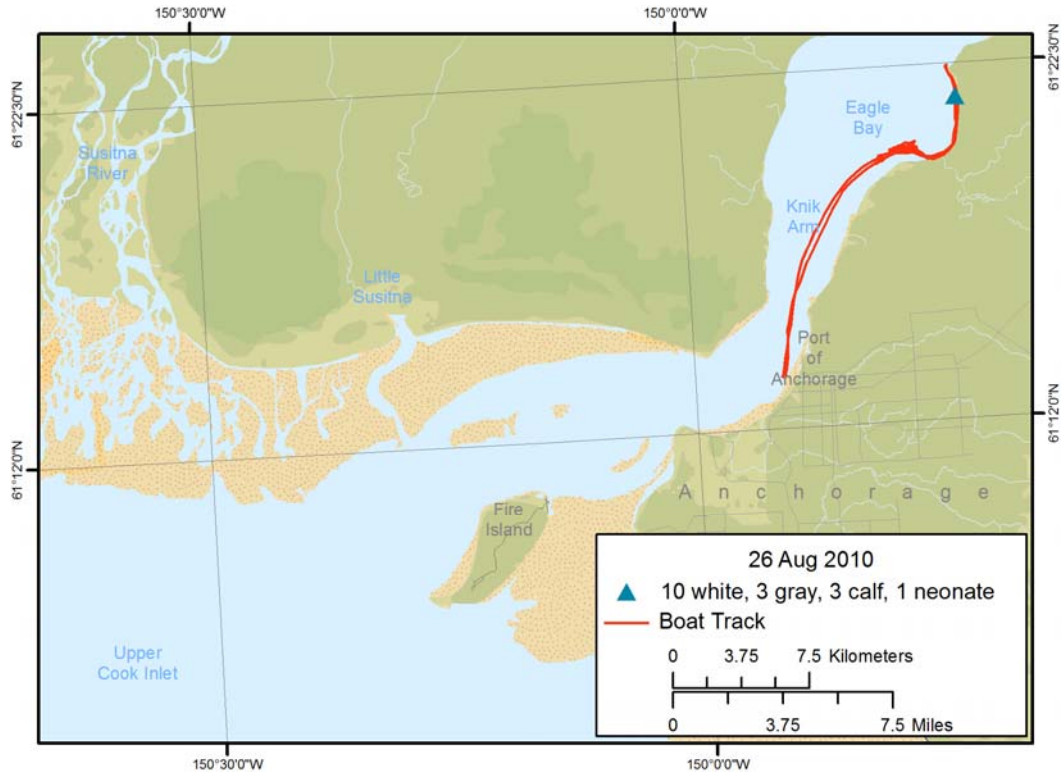 150°30'0"W
150°0'0"W
61°22'30"N
61°22'30"N
Eagle
Bay
Susitna
River
Knik
Arm
Little
Susitna
Port
of
Anchorage
61°12'0"N
61°12'0"N
Anchorage
Fire
Island
26 Aug 2010
10 white, 3 gray, 3 calf, 1 neonate
Boat Track
0 3.75 7.5 Kilometers
0 3.75 7.5 Miles
Upper
Cook Inlet
150°30'0"W
150°0'0"W